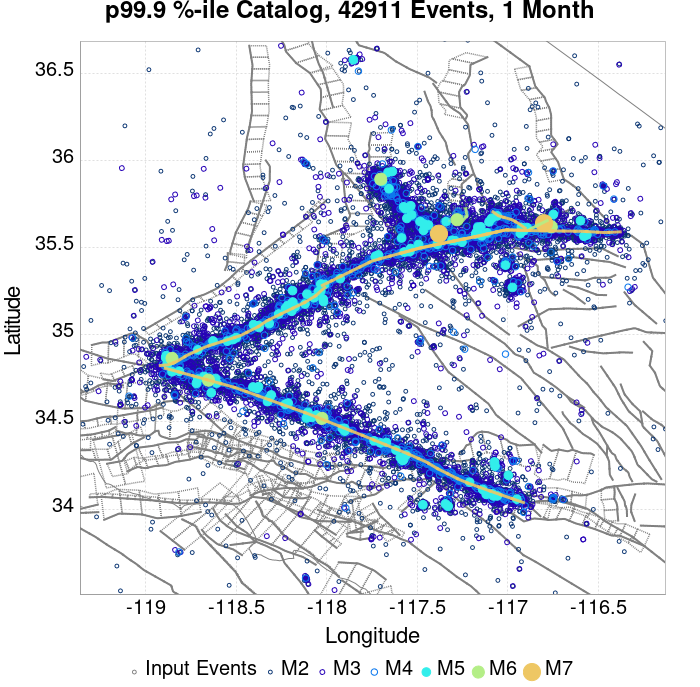 p99.9 %-ile Catalog, 42911 Events, 1 Month
36.5
36
35.5
35
34.5
34
Latitude
-119 -118.5 -118 -117.5 -117 -116.5
Longitude
Input Events M2 M3 M4 M5 M6 M7